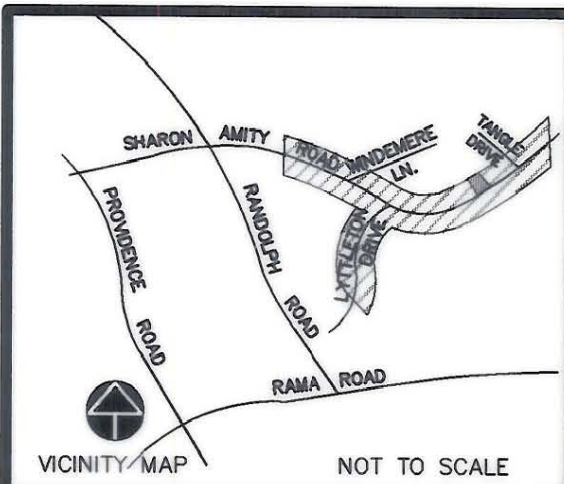 SHARON AMITY ROAD
WINDEMERE
LN.
TANGLE
DRIVE
PROVIDENCE ROAD
RANDOLPH ROAD
LYTTLETON
DRIVE
RAMA ROAD
VICINITY MAP
NOT TO SCALE